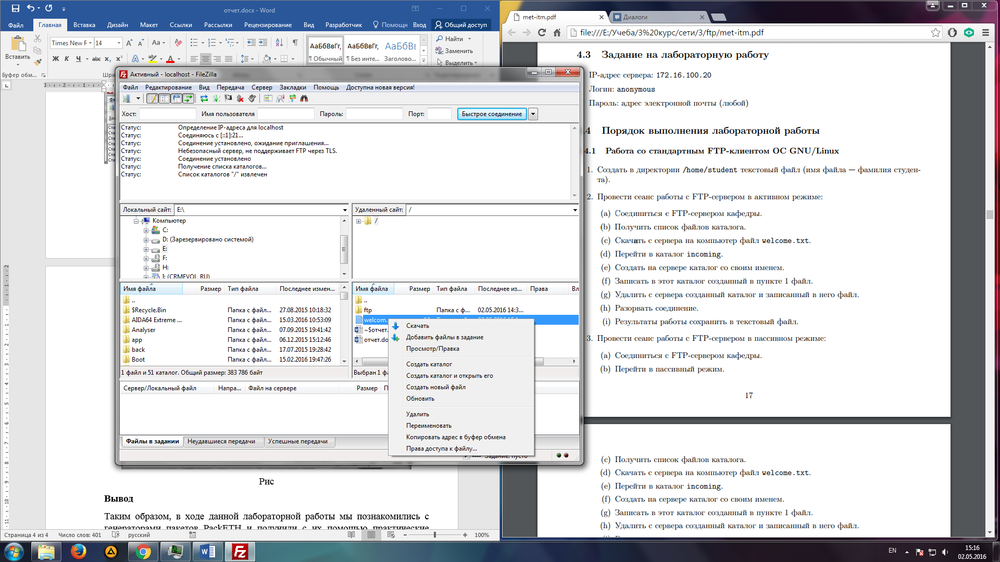 отчет.docx - Word
Файл Главная Вставка Дизайн Макет Ссылки Рассылки Рецензирование Вид Разработчик Помощн Вход Общий доступ
Вставить
Times New R 14
Aa
Ж К Ч abc x₂ x²
АаБбВвГг, АаБбВвГг, АаБбВ
¶ Обычный ¶ Без инте... Заголово...
Найти
Заменить
Выделить
Буфер обм...
Шри
3 2 1
Активный - localhost - FileZilla
Файл Редактирование Вид Передача Сервер Закладки Помощь Доступна новая версия!
Хост: Имя пользователя Пароль: Порт: Быстрое соединение
Статус: Определение IP-адреса для localhost
Статус: Соединяюсь с [::1]:21...
Статус: Соединение установлено, ожидание приглашения...
Статус: Небезопасный сервер, не поддерживает FTP через TLS.
Статус: Соединение установлено
Статус: Получение списка каталогов...
Статус: Список каталогов "/" извлечен
Локальный сайт: E:\
Компьютер
C:
D: (Зарезервировано системой)
E:
F:
H:
I: (CRMEVOL_RU)
Удаленный сайт: /
/
Имя файла Размер Тип файла Последнее измен...
..
$Recycle.Bin Папка с файл... 27.08.2015 10:18:32
AIDA64 Extreme ... Папка с файл... 15.03.2016 10:53:09
Analyser Папка с файл... 07.09.2015 19:41:42
app Папка с файл... 06.12.2015 15:12:46
back Папка с файл... 17.07.2015 19:28:42
Boot Папка с файл... 15.02.2016 19:47:26
1 файл и 51 каталог. Общий размер: 383 786 байт
Имя файла Размер Тип файла Последнее из... Права Вл
..
ftp Папка с ф... 02.05.2016 14:3...
welcom.
~$отчет.
отчет.do
Выбран 1 фа
Скачать
Добавить файлы в задание
Просмотр/Правка
Создать каталог
Создать каталог и открыть его
Создать новый файл
Обновить
Удалить
Переименовать
Копировать адрес в буфер обмена
Права доступа к файлу...
Сервер/Локальный файл Напра... Файл на сервере Размер П
Файлы в задании Неудавшиеся передачи Успешные передачи
Задание: пусто
Рис
Вывод
Таким образом, в ходе данной лабораторной работы мы познакомились с
генераторами пакетов PackETH и получили с их помощью практические
Страница 4 из 4 Число слов: 401 русский 100%
met-itm.pdf Диалоги
file:///E:/Учеба/3%20курс/сети/3/ftp/met-itm.pdf
4.3 Задание на лабораторную работу
IP-адрес сервера: 172.16.100.20
Логин: anonymous
Пароль: адрес электронной почты (любой)
.4 Порядок выполнения лабораторной работы
4.1 Работа со стандартным FTP-клиентом ОС GNU/Linux
1. Создать в директории /home/student текстовый файл (имя файла — фамилия студен-
та).
2. Провести сеанс работы с FTP-сервером в активном режиме:
(a) Соединиться с FTP-сервером кафедры.
(b) Получить список файлов каталога.
(c) Скачать с сервера на компьютер файл welcome.txt.
(d) Перейти в каталог incoming.
(e) Создать на сервере каталог со своим именем.
(f) Записать в этот каталог созданный в пункте 1 файл.
(g) Удалить с сервера созданный каталог и записанный в него файл.
(h) Разорвать соединение.
(i) Результаты работы сохранить в текстовый файл.
3. Провести сеанс работы с FTP-сервером в пассивном режиме:
(a) Соединиться с FTP-сервером кафедры.
(b) Перейти в пассивный режим.
17
(c) Получить список файлов каталога.
(d) Скачать с сервера на компьютер файл welcome.txt.
(e) Перейти в каталог incoming.
(f) Создать на сервере каталог со своим именем.
(g) Записать в этот каталог созданный в пункте 1 файл.
(h) Удалить с сервера созданный каталог и записанный в него файл.
EN 15:16
02.05.2016